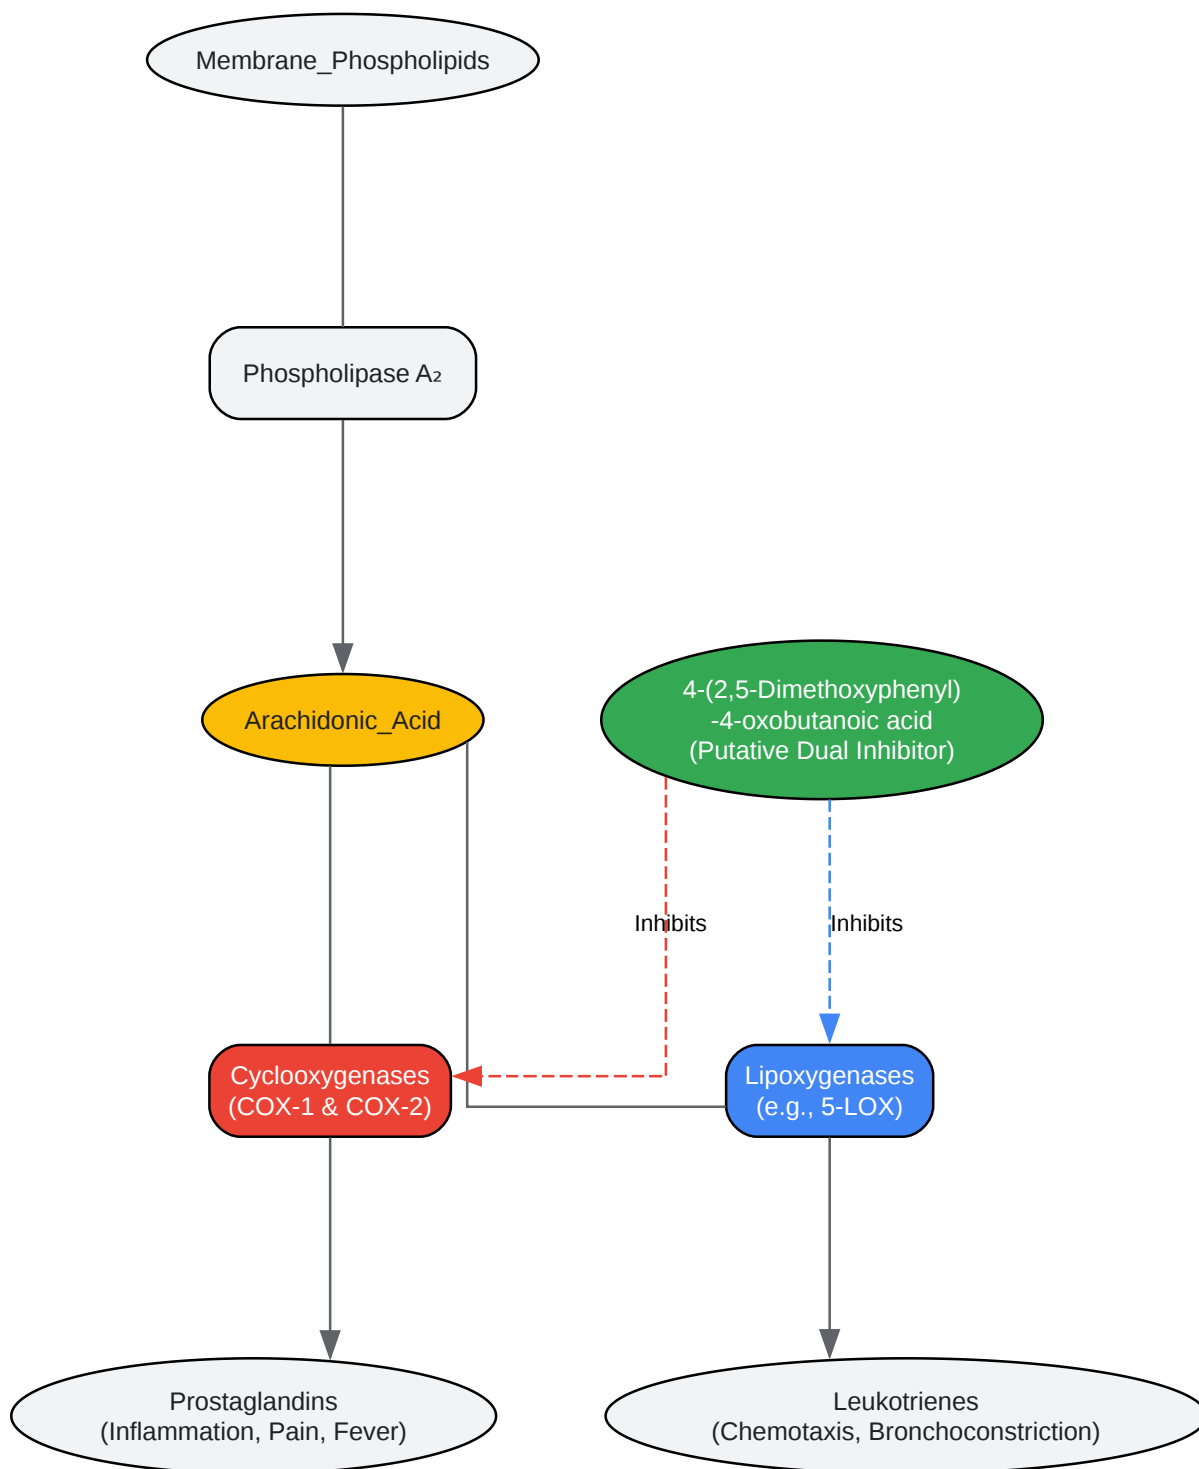 Membrane_Phospholipids
Phospholipase A₂
Arachidonic_Acid
4-(2,5-Dimethoxyphenyl)
-4-oxobutanoic acid
(Putative Dual Inhibitor)
Inhibits
Inhibits
Cyclooxygenases
(COX-1 & COX-2)
Lipoxygenases
(e.g., 5-LOX)
Prostaglandins
(Inflammation, Pain, Fever)
Leukotrienes
(Chemotaxis, Bronchoconstriction)